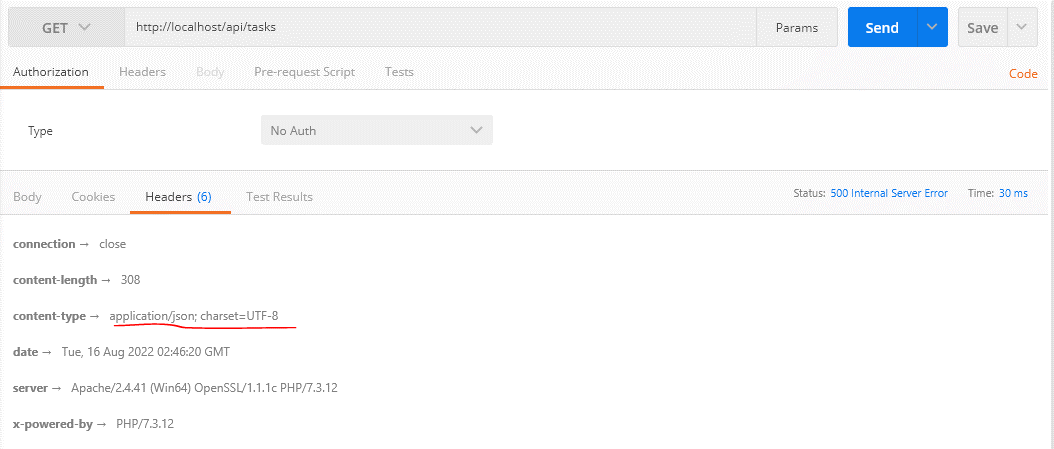 GET http://localhost/api/tasks Params Send Save
Authorization Headers Body Pre-request Script Tests Code
Type No Auth
Body Cookies Headers (6) Test Results Status: 500 Internal Server Error Time: 30 ms
connection → close
content-length → 308
content-type → application/json; charset=UTF-8
date → Tue, 16 Aug 2022 02:46:20 GMT
server → Apache/2.4.41 (Win64) OpenSSL/1.1.1c PHP/7.3.12
x-powered-by → PHP/7.3.12